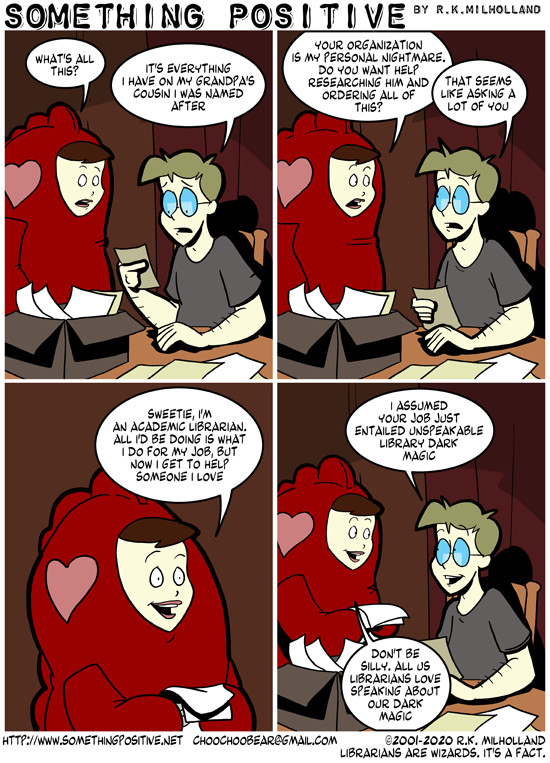 SOMETHING POSITIVE BY R.K.MILHOLLAND
WHAT'S ALL
THIS?
IT'S EVERYTHING
I HAVE ON MY GRANDPA'S
COUSIN I WAS NAMED
AFTER
YOUR ORGANIZATION
IS MY PERSONAL NIGHTMARE.
DO YOU WANT HELP
RESEARCHING HIM AND
ORDERING ALL OF
THIS?
THAT SEEMS
LIKE ASKING A
LOT OF YOU
SWEETIE, I'M
AN ACADEMIC LIBRARIAN.
ALL I'D BE DOING IS WHAT
I DO FOR MY JOB, BUT
NOW I GET TO HELP
SOMEONE I LOVE
I ASSUMED
YOUR JOB JUST
ENTAILED UNSPEAKABLE
LIBRARY DARK
MAGIC
DON'T BE
SILLY. ALL US
LIBRARIANS LOVE
SPEAKING ABOUT
OUR DARK
MAGIC
HTTP://WWW.SOMETHINGPOSITIVE.NET CHOOCHOOBEAR@GMAIL.COM ©2001-2020 R.K. MILHOLLAND
LIBRARIANS ARE WIZARDS. IT'S A FACT.